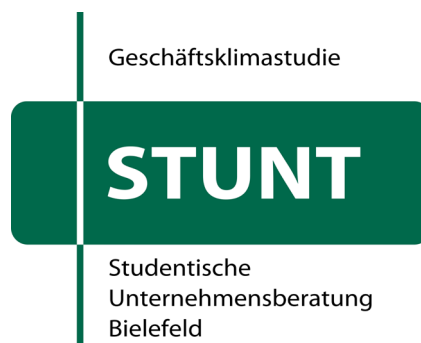 Geschäftsklimastudie
STUNT
Studentische
Unternehmensberatung
Bielefeld